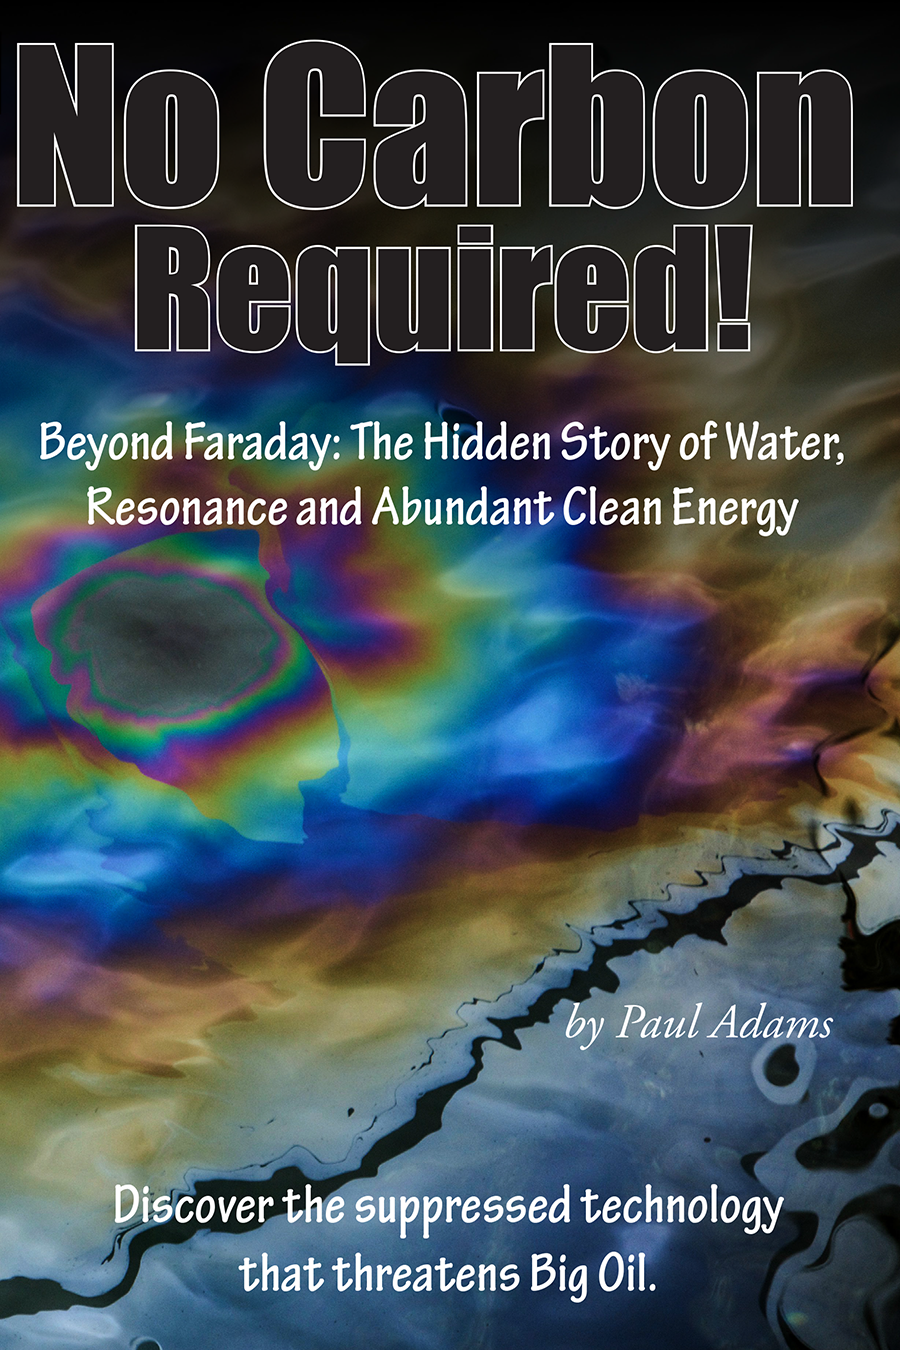 No Carbon
Required!
Beyond Faraday: The Hidden Story of Water,
Resonance and Abundant Clean Energy
by Paul Adams
Discover the suppressed technology
that threatens Big Oil.